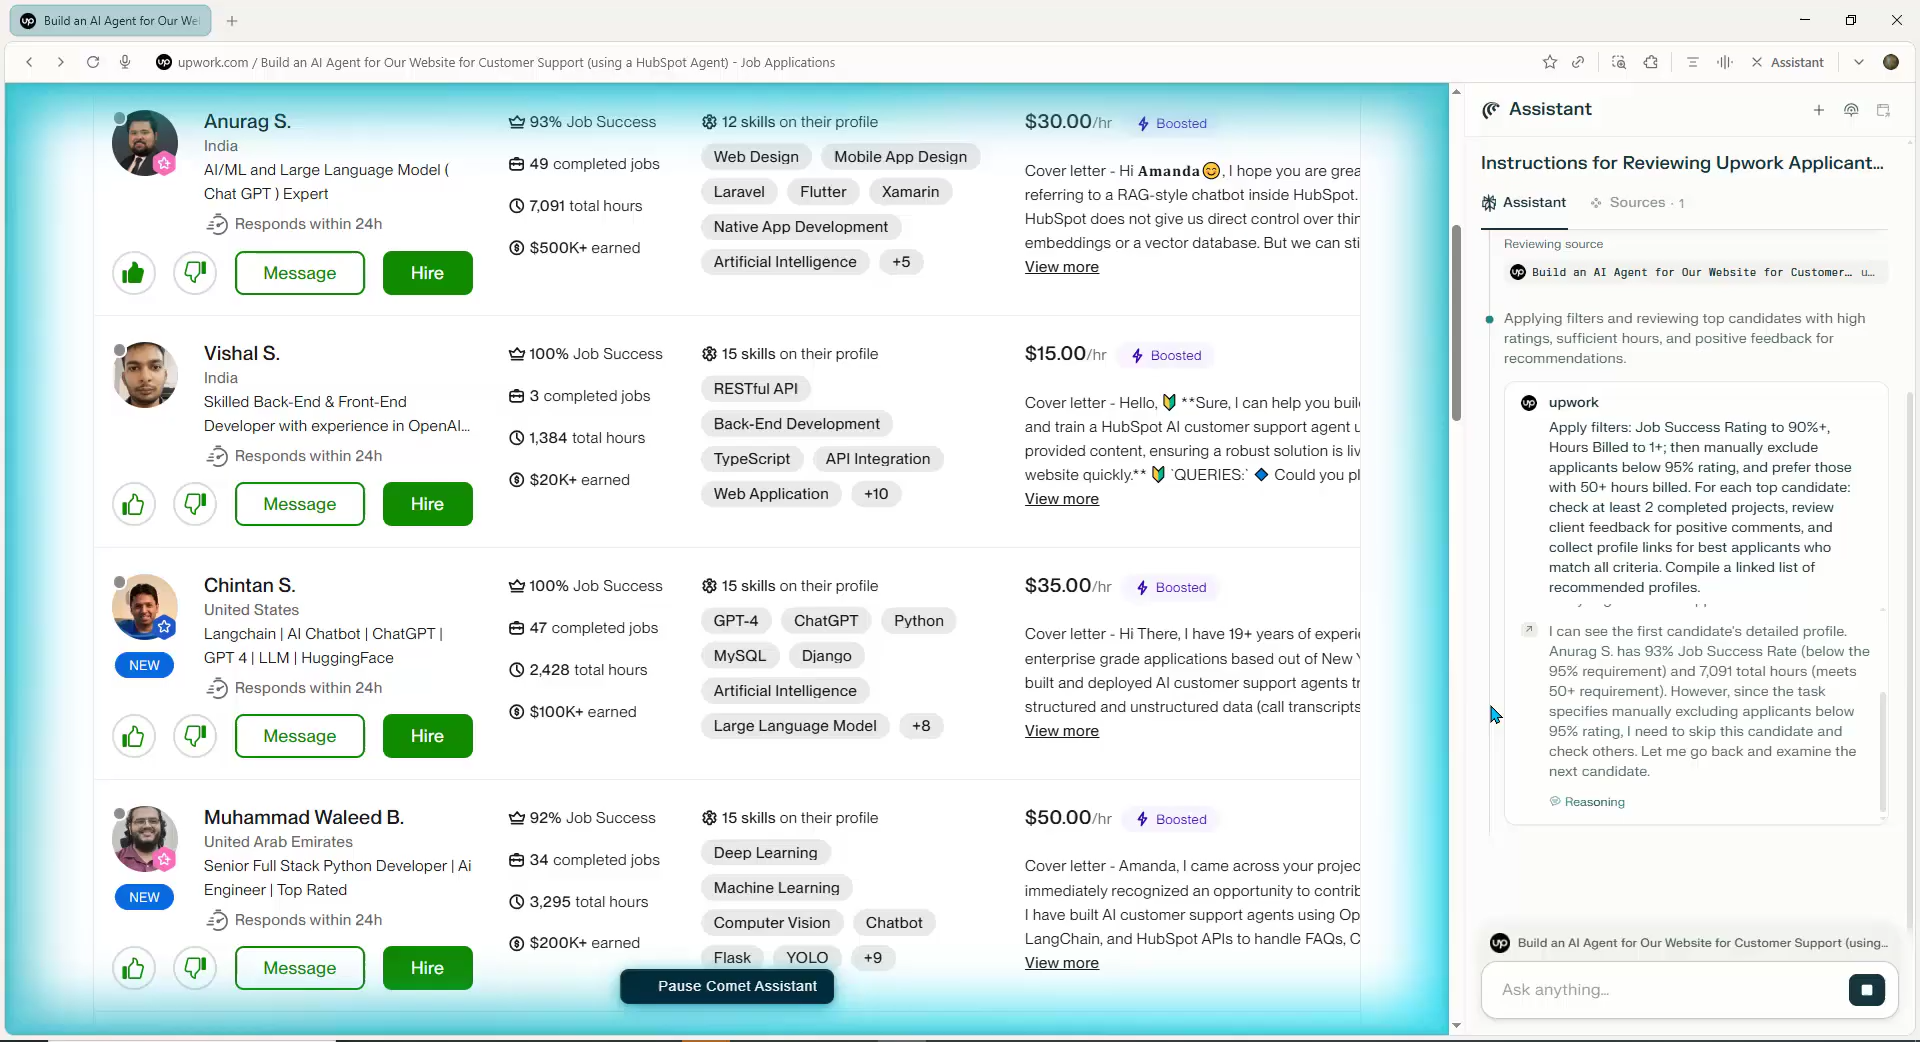 Build an AI Agent for Our We
upwork.com / Build an AI Agent for Our Website for Customer Support (using a HubSpot Agent) - Job Applications
Assistant
Anurag S.
India
AI/ML and Large Language Model (
Chat GPT ) Expert
Responds within 24h
Message
Hire
93% Job Success
49 completed jobs
7,091 total hours
$500K+ earned
12 skills on their profile
Web Design
Mobile App Design
Laravel
Flutter
Xamarin
Native App Development
Artificial Intelligence
+5
$30.00/hr
Boosted
Cover letter - Hi Amanda😊, I hope you are grea
referring to a RAG-style chatbot inside HubSpot.
HubSpot does not give us direct control over thin
embeddings or a vector database. But we can sti
View more
Vishal S.
India
Skilled Back-End & Front-End
Developer with experience in OpenAI...
Responds within 24h
Message
Hire
100% Job Success
3 completed jobs
1,384 total hours
$20K+ earned
15 skills on their profile
RESTful API
Back-End Development
TypeScript
API Integration
Web Application
+10
$15.00/hr
Boosted
Cover letter - Hello, 🔰 **Sure, I can help you buil
and train a HubSpot AI customer support agent u
provided content, ensuring a robust solution is liv
website quickly.** 🔰 `QUERIES:` 🔷 Could you pl
View more
Chintan S.
United States
Langchain | AI Chatbot | ChatGPT |
GPT 4 | LLM | HuggingFace
NEW
Responds within 24h
Message
Hire
100% Job Success
47 completed jobs
2,428 total hours
$100K+ earned
15 skills on their profile
GPT-4
ChatGPT
Python
MySQL
Django
Artificial Intelligence
Large Language Model
+8
$35.00/hr
Boosted
Cover letter - Hi There, I have 19+ years of experi
enterprise grade applications based out of New Y
built and deployed AI customer support agents tr
structured and unstructured data (call transcripts
View more
Muhammad Waleed B.
United Arab Emirates
Senior Full Stack Python Developer | Ai
Engineer | Top Rated
NEW
Responds within 24h
Message
Hire
92% Job Success
34 completed jobs
3,295 total hours
$200K+ earned
15 skills on their profile
Deep Learning
Machine Learning
Computer Vision
Chatbot
Flask
YOLO
+9
$50.00/hr
Boosted
Cover letter - Amanda, I came across your projec
immediately recognized an opportunity to contrib
I have built AI customer support agents using Op
LangChain, and HubSpot APIs to handle FAQs, C
View more
Pause Comet Assistant
Assistant
Instructions for Reviewing Upwork Applicant...
Assistant
Sources · 1
Reviewing source
Build an AI Agent for Our Website for Customer… u…
Applying filters and reviewing top candidates with high
ratings, sufficient hours, and positive feedback for
recommendations.
upwork
Apply filters: Job Success Rating to 90%+,
Hours Billed to 1+; then manually exclude
applicants below 95% rating, and prefer those
with 50+ hours billed. For each top candidate:
check at least 2 completed projects, review
client feedback for positive comments, and
collect profile links for best applicants who
match all criteria. Compile a linked list of
recommended profiles.
I can see the first candidate's detailed profile.
Anurag S. has 93% Job Success Rate (below the
95% requirement) and 7,091 total hours (meets
50+ requirement). However, since the task
specifies manually excluding applicants below
95% rating, I need to skip this candidate and
check others. Let me go back and examine the
next candidate.
Reasoning
Build an AI Agent for Our Website for Customer Support (using...
Ask anything…